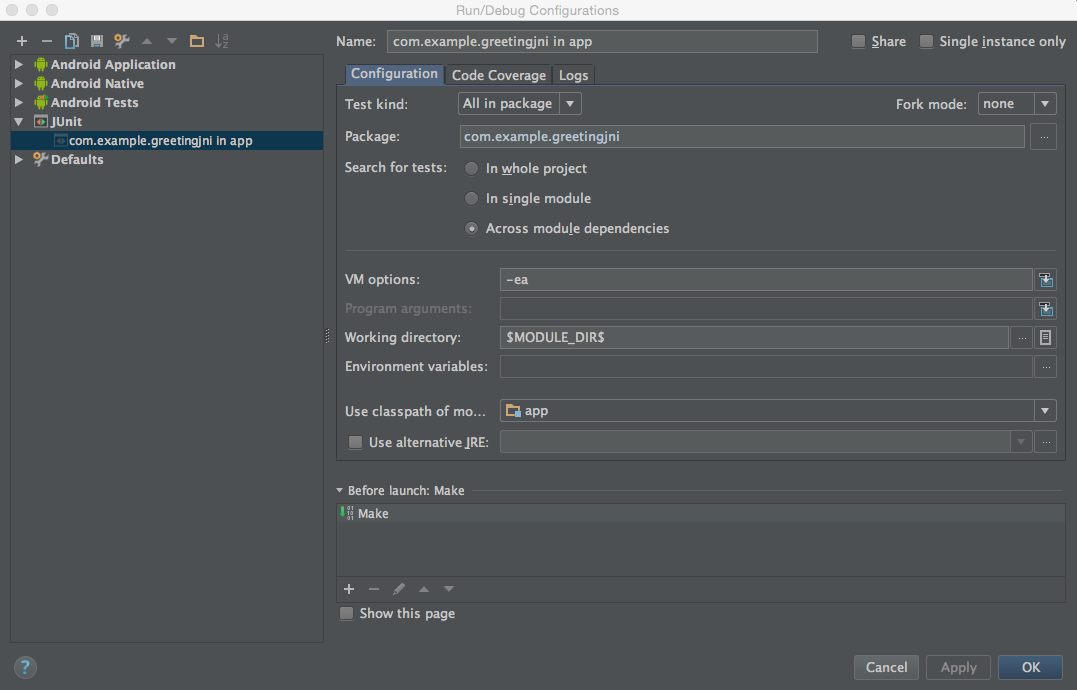 Run/Debug Configurations
Android Application
Android Native
Android Tests
JUnit
com.example.greetingjni in app
Defaults
Name: com.example.greetingjni in app Share Single instance only
Configuration Code Coverage Logs
Test kind: All in package Fork mode: none
Package: com.example.greetingjni ...
Search for tests: In whole project
In single module
Across module dependencies
VM options: -ea
Program arguments:
Working directory: $MODULE_DIR$ ...
Environment variables: ...
Use classpath of mo... app
Use alternative JRE: ...
Before launch: Make
Make
Show this page
? Cancel Apply OK